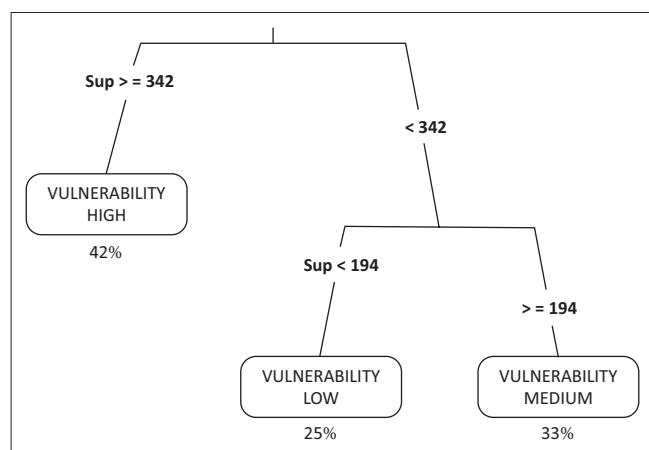 Sup > = 342
< 342
VULNERABILITY
HIGH
42%
Sup < 194
> = 194
VULNERABILITY
LOW
25%
VULNERABILITY
MEDIUM
33%